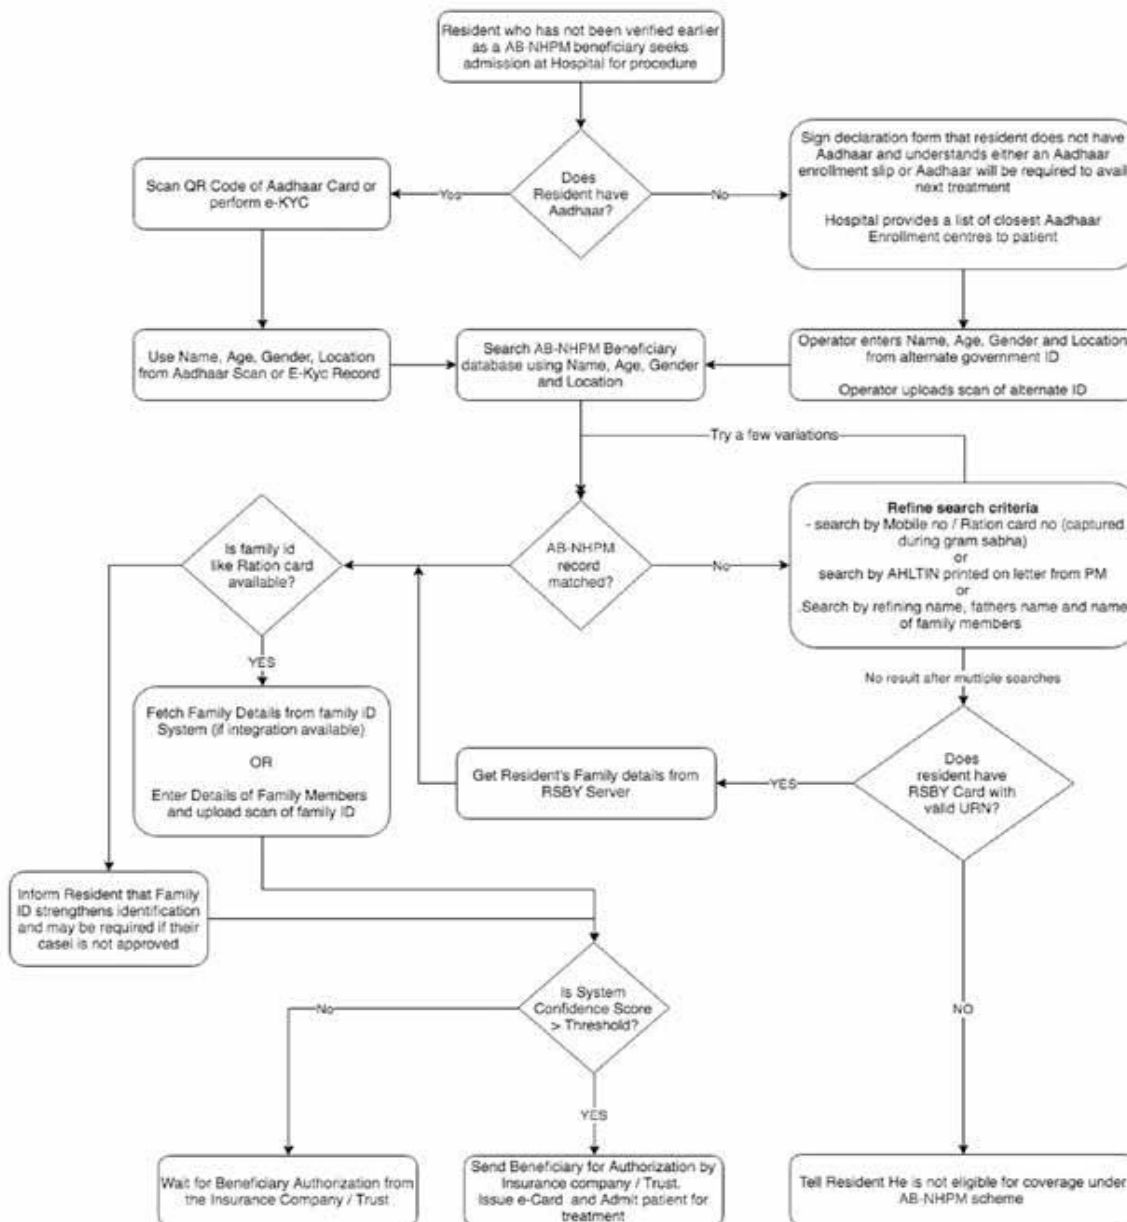 Resident who has not been verified earlier
as a AB-NHPM beneficiary seeks
admission at Hospital for procedure
Does
Resident have
Aadhaar?
Yes
No
Scan QR Code of Aadhaar Card or
perform e-KYC
Sign declaration form that resident does not have
Aadhaar and understands either an Aadhaar
enrollment slip or Aadhaar will be required to avail
next treatment
Hospital provides a list of closest Aadhaar
Enrollment centres to patient
Use Name, Age, Gender, Location
from Aadhaar Scan or E-Kyc Record
Search AB-NHPM Beneficiary
database using Name, Age, Gender
and Location
Operator enters Name, Age, Gender and Location
from alternate government ID
Operator uploads scan of alternate ID
Try a few variations
Is family id
like Ration card
available?
AB-NHPM
record
matched?
No
Refine search criteria
- search by Mobile no / Ration card no (captured
during gram sabha)
or
search by AHLTIN printed on letter from PM
or
.Search by refining name, fathers name and name
of family members
YES
No result after multiple searches
Fetch Family Details from family ID
System (if integration available)
OR
Enter Details of Family Members
and upload scan of family ID
Get Resident's Family details from
RSBY Server
YES
Does
resident have
RSBY Card with
valid URN?
Inform Resident that Family
ID strengthens identification
and may be required if their
casei is not approved
Is System
Confidence Score
> Threshold?
No
NO
YES
Wait for Beneficiary Authorization from
the Insurance Company / Trust
Send Beneficiary for Authorization by
Insurance company / Trust.
Issue e-Card and Admit patient for
treatment
Tell Resident He is not eligible for coverage under
AB-NHPM scheme